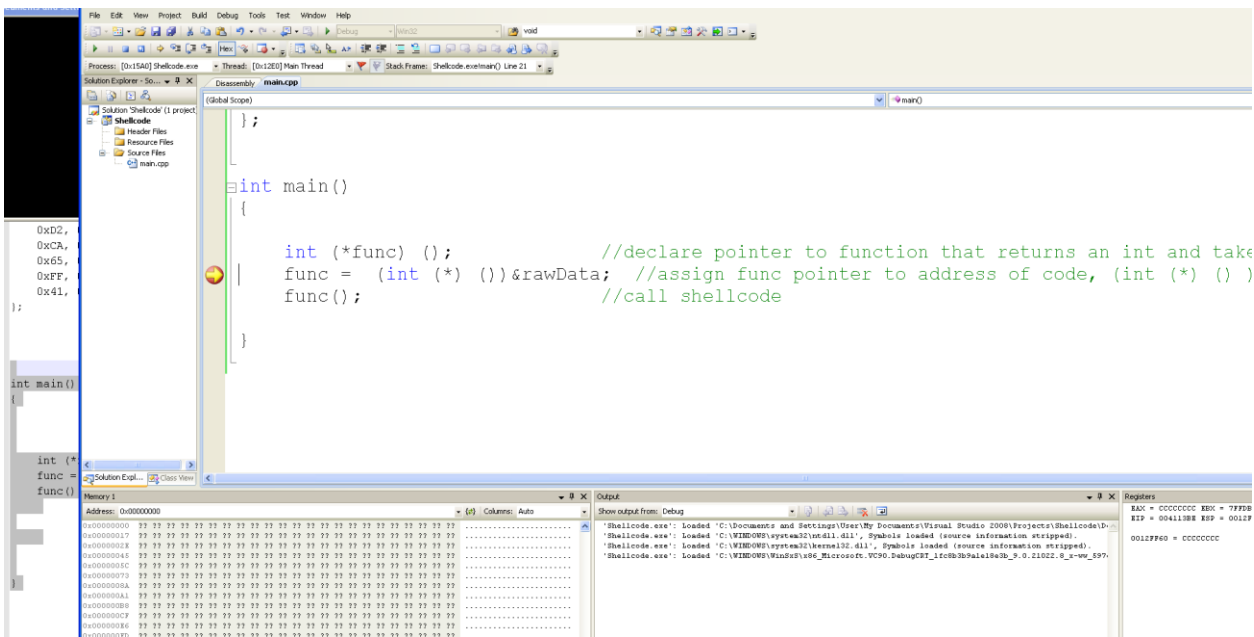 File Edit View Project Build Debug Tools Test Window Help
Debug Win32 void
Hex
Process: [0x15A0] Shellcode.exe Thread: [0x12E0] Main Thread Stack Frame: Shellcode.exe!main() Line 21
Solution Explorer - So...
Disassembly main.cpp
(Global Scope) main()
Solution 'Shellcode' (1 project)
Shellcode
Header Files
Resource Files
Source Files
main.cpp
};
int main()
{
int (*func) (); //declare pointer to function that returns an int and take
func = (int (*) ())&rawData; //assign func pointer to address of code, (int (*) () )
func(); //call shellcode
}
0xD2,
0xCA,
0x65,
0xFF,
0x41,
};
int main()
{
int (*
func =
func()
}
Solution Expl... Class View
Memory 1
Address: 0x00000000 Columns: Auto
0x00000000 ?? ?? ?? ?? ?? ?? ?? ?? ?? ?? ?? ?? ?? ?? ?? ?? ?? ?? ?? ?? ?? ?? ?? .......................
0x00000017 ?? ?? ?? ?? ?? ?? ?? ?? ?? ?? ?? ?? ?? ?? ?? ?? ?? ?? ?? ?? ?? ?? ?? .......................
0x0000002E ?? ?? ?? ?? ?? ?? ?? ?? ?? ?? ?? ?? ?? ?? ?? ?? ?? ?? ?? ?? ?? ?? ?? .......................
0x00000045 ?? ?? ?? ?? ?? ?? ?? ?? ?? ?? ?? ?? ?? ?? ?? ?? ?? ?? ?? ?? ?? ?? ?? .......................
0x0000005C ?? ?? ?? ?? ?? ?? ?? ?? ?? ?? ?? ?? ?? ?? ?? ?? ?? ?? ?? ?? ?? ?? ?? .......................
0x00000073 ?? ?? ?? ?? ?? ?? ?? ?? ?? ?? ?? ?? ?? ?? ?? ?? ?? ?? ?? ?? ?? ?? ?? .......................
0x0000008A ?? ?? ?? ?? ?? ?? ?? ?? ?? ?? ?? ?? ?? ?? ?? ?? ?? ?? ?? ?? ?? ?? ?? .......................
0x000000A1 ?? ?? ?? ?? ?? ?? ?? ?? ?? ?? ?? ?? ?? ?? ?? ?? ?? ?? ?? ?? ?? ?? ?? .......................
0x000000B8 ?? ?? ?? ?? ?? ?? ?? ?? ?? ?? ?? ?? ?? ?? ?? ?? ?? ?? ?? ?? ?? ?? ?? .......................
0x000000CF ?? ?? ?? ?? ?? ?? ?? ?? ?? ?? ?? ?? ?? ?? ?? ?? ?? ?? ?? ?? ?? ?? ?? .......................
0x000000E6 ?? ?? ?? ?? ?? ?? ?? ?? ?? ?? ?? ?? ?? ?? ?? ?? ?? ?? ?? ?? ?? ?? ?? .......................
Output
Show output from: Debug
'Shellcode.exe': Loaded 'C:\Documents and Settings\User\My Documents\Visual Studio 2008\Projects\Shellcode\D
'Shellcode.exe': Loaded 'C:\WINDOWS\system32\ntdll.dll', Symbols loaded (source information stripped).
'Shellcode.exe': Loaded 'C:\WINDOWS\system32\kernel32.dll', Symbols loaded (source information stripped).
'Shellcode.exe': Loaded 'C:\WINDOWS\WinSxS\x86_Microsoft.VC90.DebugCRT_1fc8b3b9a1e18e3b_9.0.21022.8_x-ww_597
Registers
EAX = CCCCCCCC EBX = 7FFDB
EIP = 004113BE ESP = 0012F
0012FF60 = CCCCCCCC